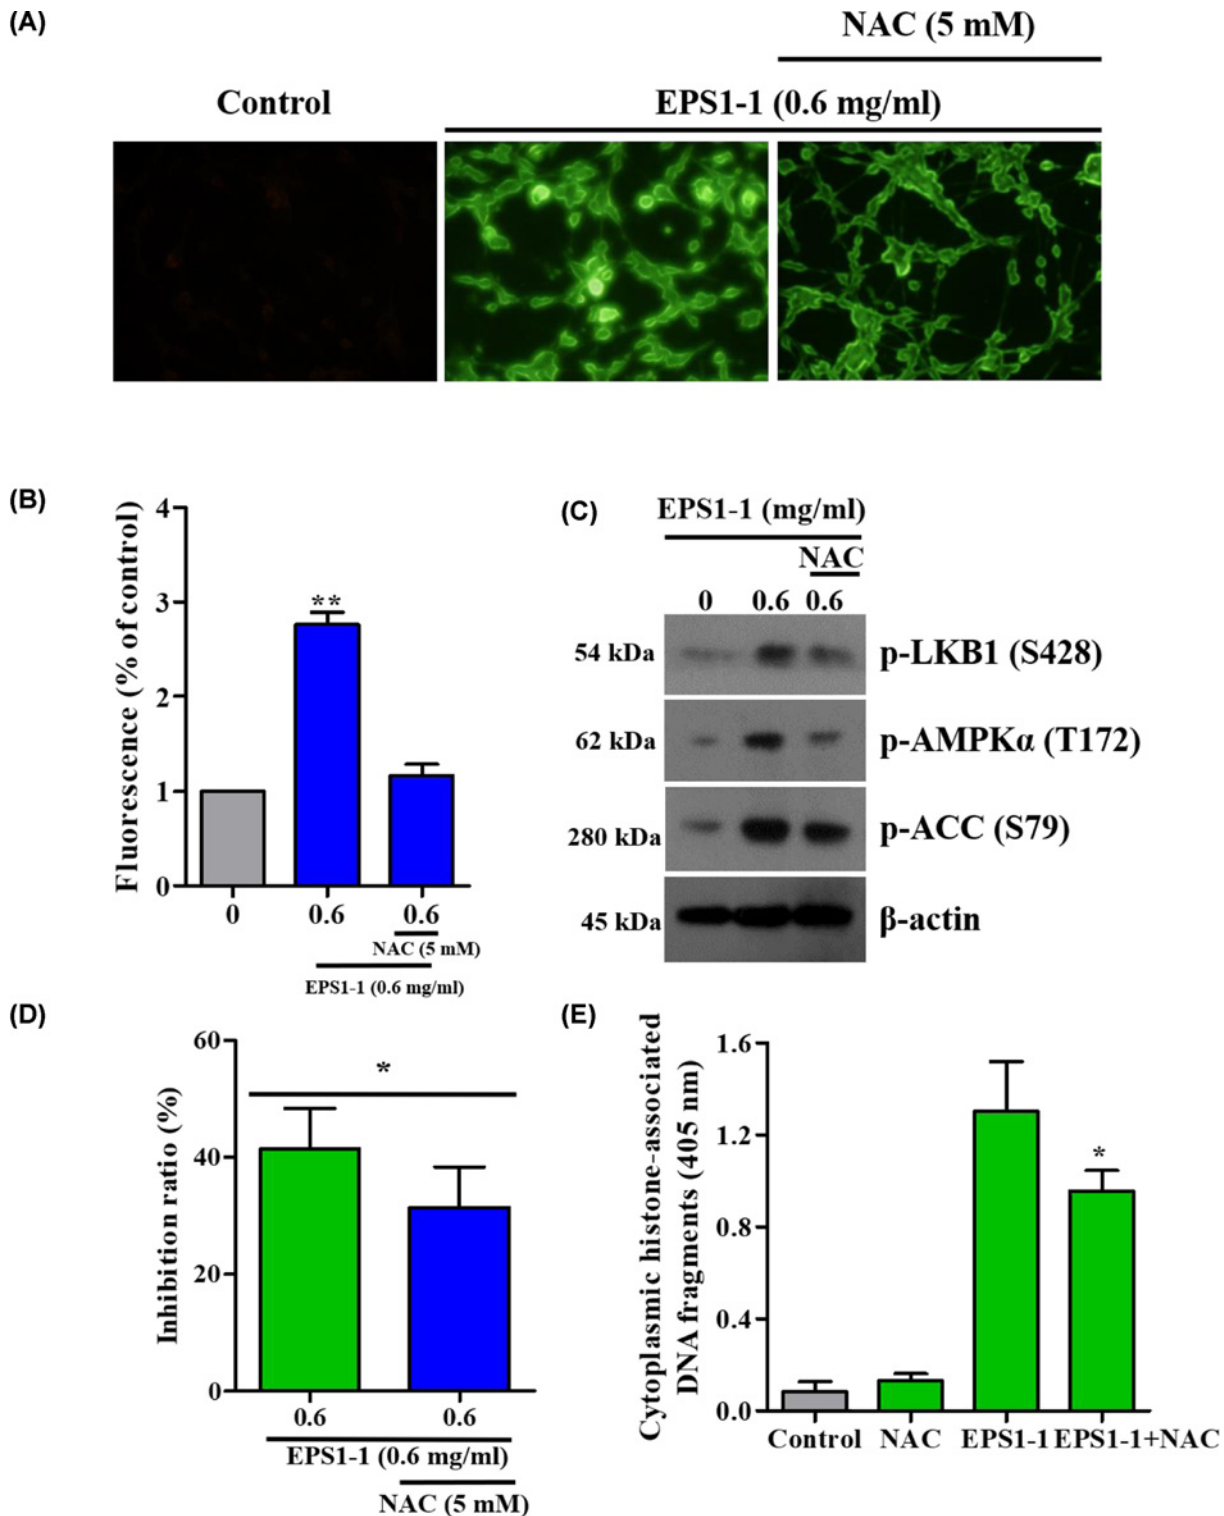 (A)
NAC (5 mM)
Control
EPS1-1 (0.6 mg/ml)
(B)
Fluorescence (% of control)
4
3
2
1
0
**
0
0.6
0.6
NAC (5 mM)
EPS1-1 (0.6 mg/ml)
(C)
EPS1-1 (mg/ml)
NAC
0 0.6 0.6
54 kDa p-LKB1 (S428)
62 kDa p-AMPKα (T172)
280 kDa p-ACC (S79)
45 kDa β-actin
(D)
Inhibition ratio (%)
60
40
20
0
*
0.6
0.6
EPS1-1 (0.6 mg/ml)
NAC (5 mM)
(E)
Cytoplasmic histone-associated
DNA fragments (405 nm)
1.6
1.2
0.8
0.4
0.0
*
Control NAC EPS1-1 EPS1-1+NAC